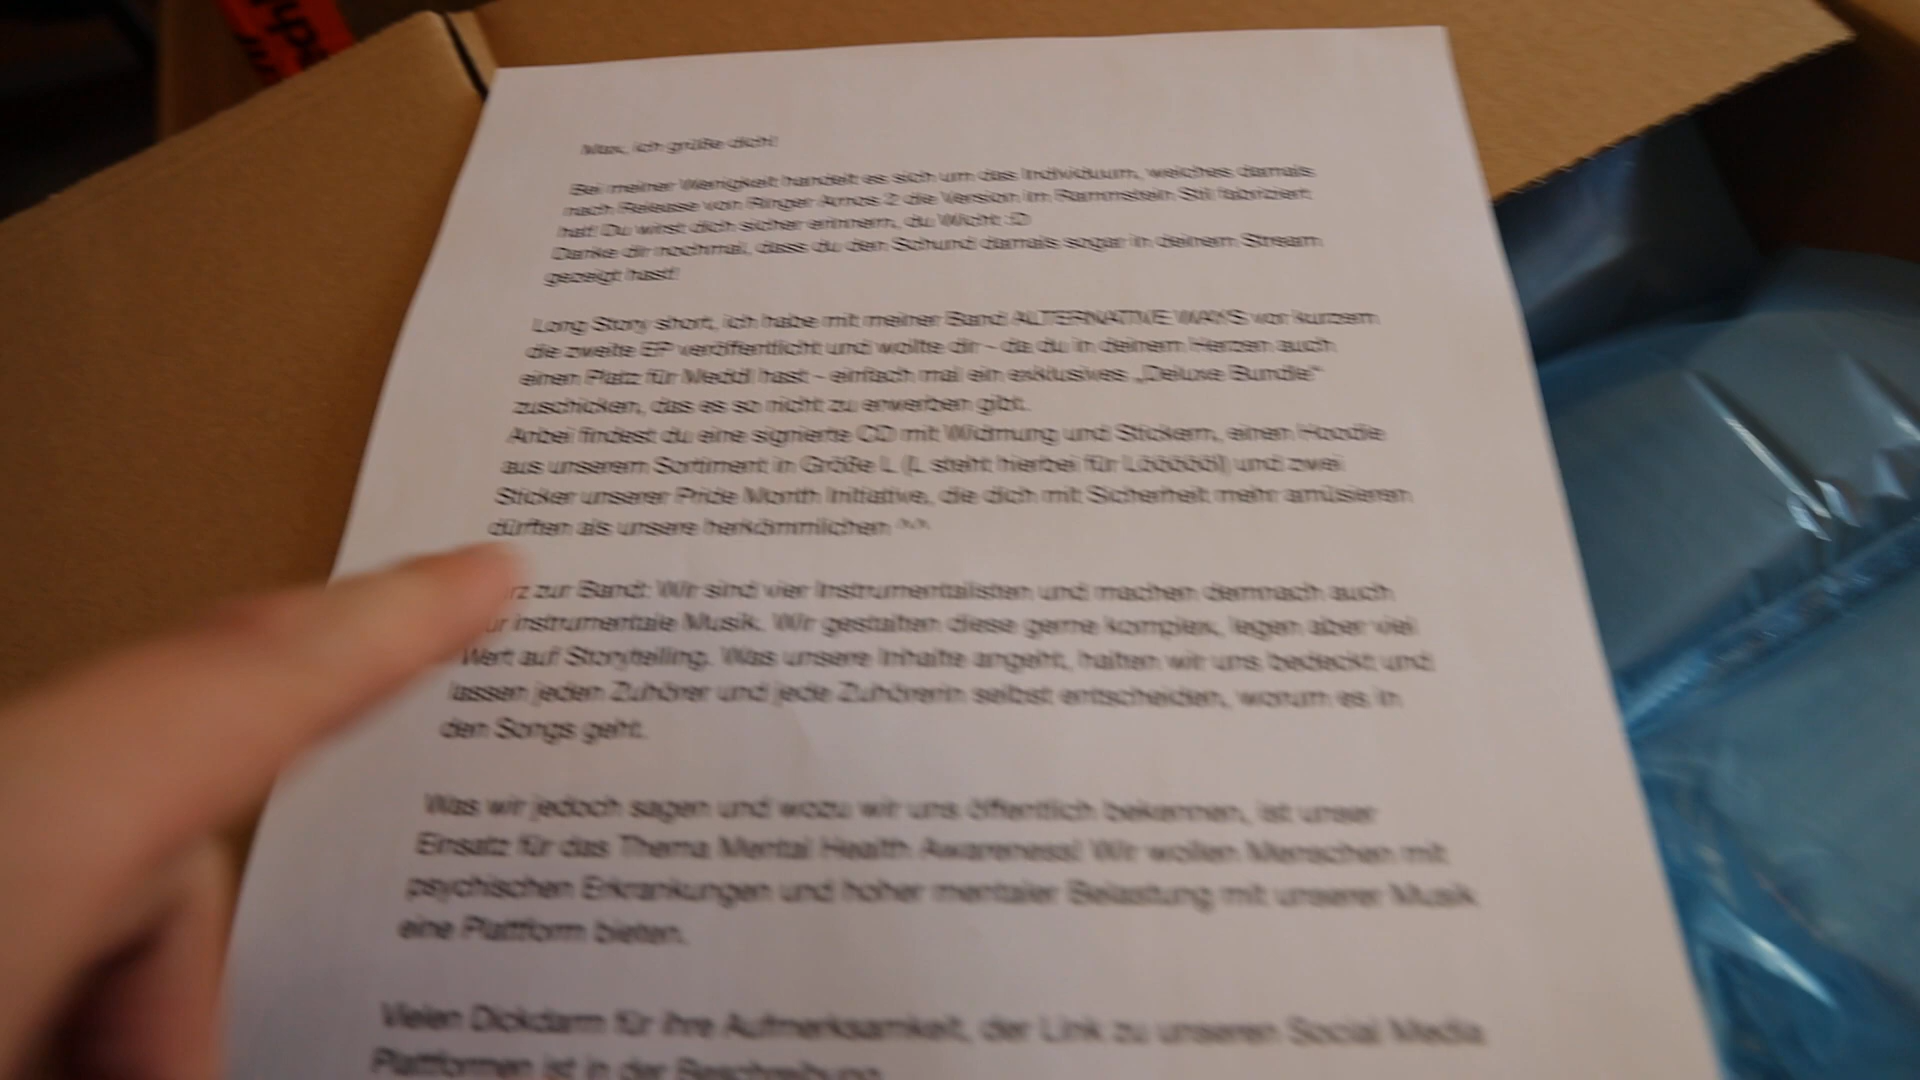 Max, ich grüße dich!
Bei meiner Wenigkeit handelt es sich um das Individuum, welches damals
nach Release von Ringer Amos 2 die Version im Rammstein Stil fabriziert
hat! Du wirst dich sicher erinnern, du Wicht :D
Danke dir nochmal, dass du den Schund damals sogar in deinem Stream
gezeigt hast!
Long Story short, ich habe mit meiner Band ALTERNATIVE WAYS vor kurzem
die zweite EP veröffentlicht und wollte dir - da du in deinem Herzen auch
einen Platz für Meddl hast - einfach mal ein exklusives „Deluxe Bundle“
zuschicken, das es so nicht zu erwerben gibt.
Anbei findest du eine signierte CD mit Widmung und Stickern, einen Hoodie
aus unserem Sortiment in Größe L (L steht hierbei für Löööööl) und zwei
Sticker unserer Pride Month Initiative, die dich mit Sicherheit mehr amüsieren
dürften als unsere herkömmlichen ^^
rz zur Band: Wir sind vier Instrumentalisten und machen demnach auch
ur instrumentale Musik. Wir gestalten diese gerne komplex, legen aber viel
Wert auf Storytelling. Was unsere Inhalte angeht, halten wir uns bedeckt und
lassen jeden Zuhörer und jede Zuhörerin selbst entscheiden, worum es in
den Songs geht.
Was wir jedoch sagen und wozu wir uns öffentlich bekennen, ist unser
Einsatz für das Thema Mental Health Awareness! Wir wollen Menschen mit
psychischen Erkrankungen und hoher mentaler Belastung mit unserer Musik
eine Plattform bieten.
Vielen Dickdarm für ihre Aufmerksamkeit, der Link zu unseren Social Media
Plattformen ist in der Beschreibung